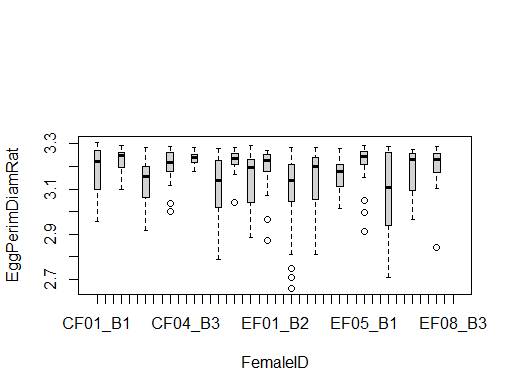 EggPerimDiamRat
3.3
3.1
2.9
2.7
CF01_B1 CF04_B3 EF01_B2 EF05_B1 EF08_B3
FemaleID